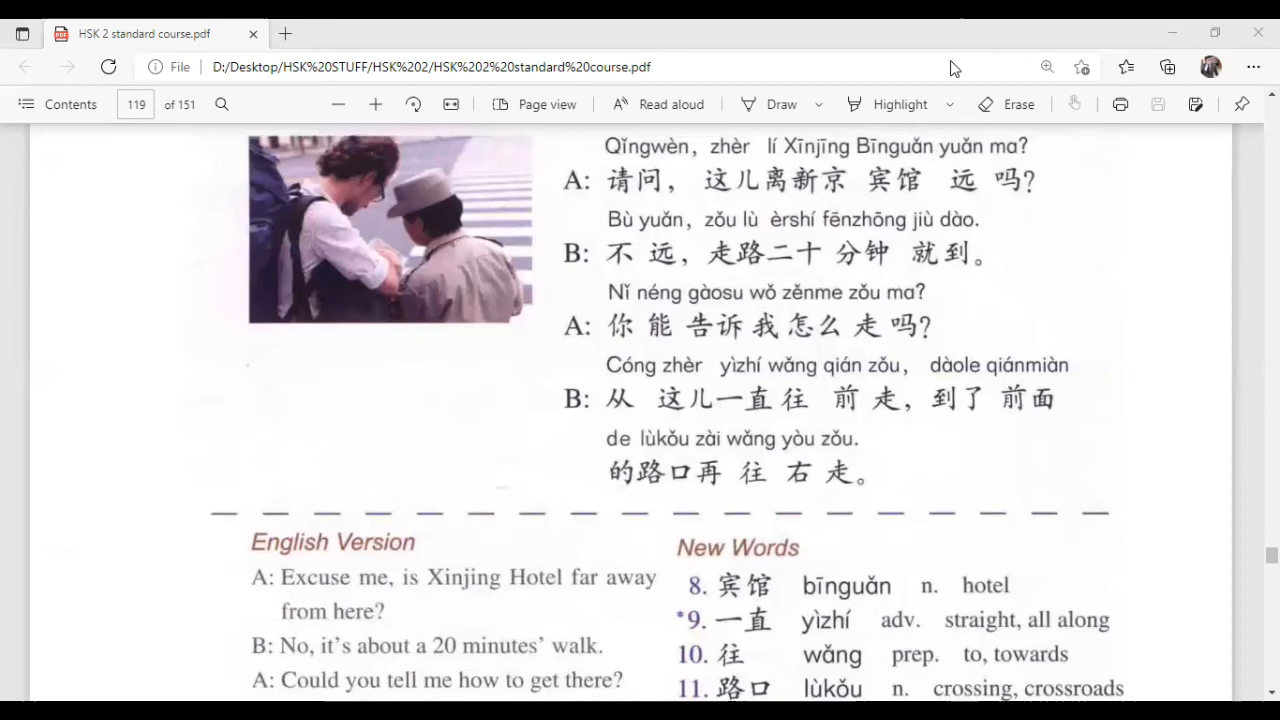 HSK 2 standard course.pdf
File D:/Desktop/HSK%20STUFF/HSK%202/HSK%202%20standard%20course.pdf
Contents 119 of 151 Page view Read aloud Draw Highlight Erase
Qǐngwèn, zhèr lí Xīnjīng Bīnguǎn yuǎn ma?
A: 请问, 这儿离新京 宾馆 远 吗?
Bù yuǎn, zǒu lù èrshí fēnzhōng jiù dào.
B: 不 远, 走路二十 分钟 就到。
Nǐ néng gàosu wǒ zěnme zǒu ma?
A: 你 能 告诉 我 怎么 走 吗?
Cóng zhèr yìzhí wǎng qián zǒu, dàole qiánmiàn
B: 从 这儿一直 往 前 走, 到了 前面
de lùkǒu zài wǎng yòu zǒu.
的路口再 往 右 走。
English Version
A: Excuse me, is Xinjing Hotel far away
from here?
B: No, it's about a 20 minutes' walk.
A: Could you tell me how to get there?
New Words
8. 宾馆 bīnguǎn n. hotel
*9. 一直 yìzhí adv. straight, all along
10. 往 wǎng prep. to, towards
11. 路口 lùkǒu n. crossing, crossroads